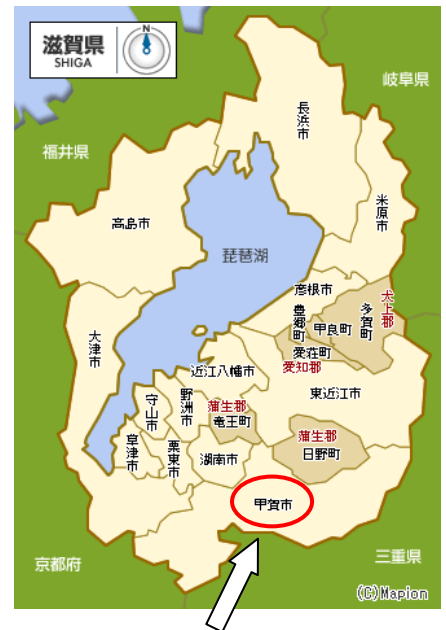 滋賀県
SHIGA
岐阜県
福井県
長浜市
米原市
高島市
琵琶湖
彦根市
犬上郡
多賀町
豊郷町
甲良町
大津市
愛荘町
愛知郡
近江八幡市
東近江市
野洲市
守山市
蒲生郡
竜王町
草津市
栗東市
湖南市
蒲生郡
日野町
甲賀市
京都府
三重県
(C)Mapion